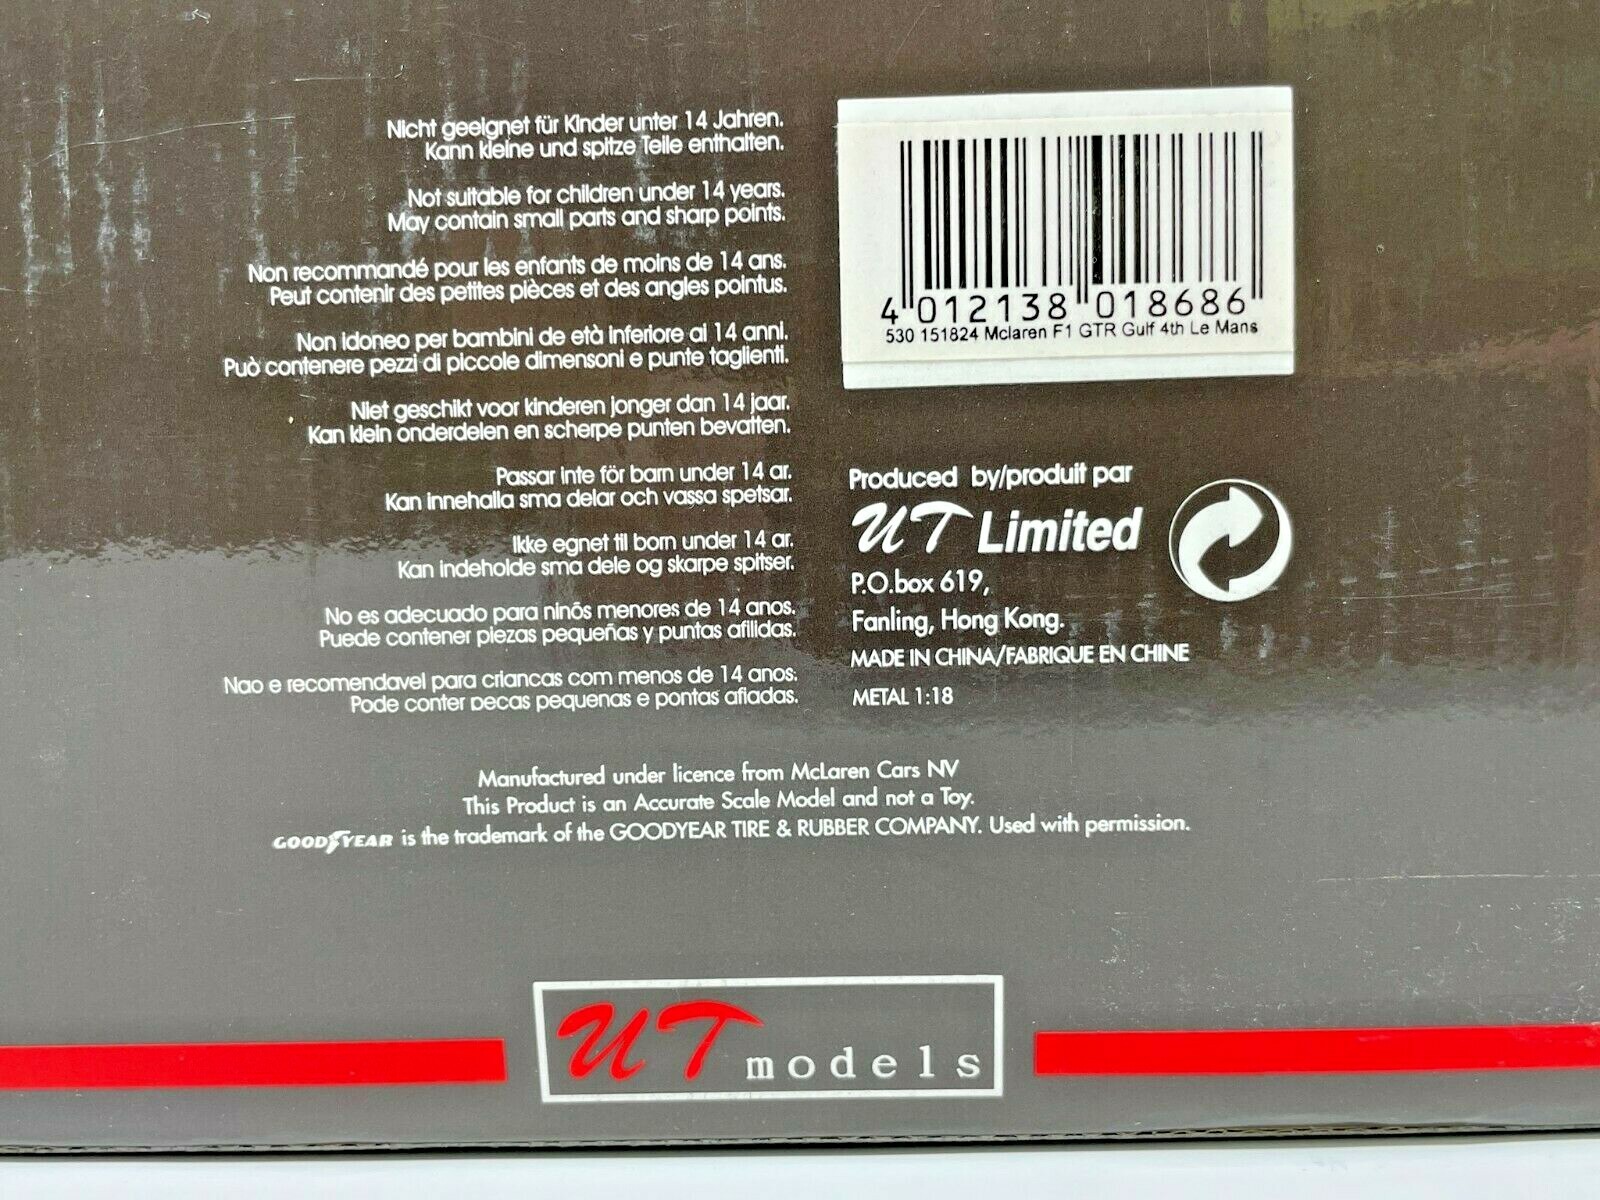 Nicht geeignet für Kinder unter 14 Jahren.
Kann kleine und spitze Teile enthalten.
Not suitable for children under 14 years.
May contain small parts and sharp points.
Non recommandé pour les enfants de moins de 14 ans.
Peut contenir des petites pièces et des angles pointus.
Non idoneo per bambini de età inferiore al 14 anni.
Può contenere pezzi di piccole dimensoni e punte taglienti.
Niet geschikt voor kinderen jonger dan 14 jaar.
Kan klein onderdelen en scherpe punten bevatten.
Passar inte för barn under 14 ar.
Kan innehalla sma delar och vassa spetsar.
Ikke egnet til born under 14 ar.
Kan indeholde sma dele og skarpe spitser.
No es adecuado para ninõs menores de 14 anos.
Puede contener piezas pequeñas y puntas afilidas.
Nao e recomendavel para criancas com menos de 14 anos.
Pode conter pecas pequenas e pontas afiadas.
4 012138 018686
530 151824 Mclaren F1 GTR Gulf 4th Le Mans
Produced by/produit par
UT Limited
P.O.box 619,
Fanling, Hong Kong.
MADE IN CHINA/FABRIQUE EN CHINE
METAL 1:18
Manufactured under licence from McLaren Cars NV
This Product is an Accurate Scale Model and not a Toy.
GOODYEAR is the trademark of the GOODYEAR TIRE & RUBBER COMPANY. Used with permission.
UT models